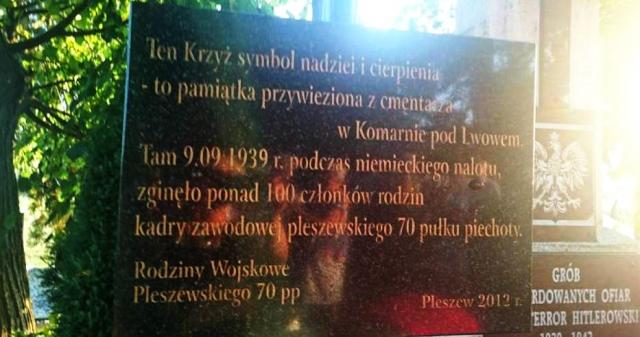 Ten Krzyż symbol nadziei i cierpienia
- to pamiątka przywieziona z cmentarza
w Komarnie pod Lwowem.
Tam 9.09.1939 r. podczas niemieckiego nalotu,
zginęło ponad 100 członków rodzin
kadry zawodowej pleszewskiego 70 pułku piechoty.
Rodziny Wojskowe
Pleszewskiego 70 pp
Pleszew 2012 r.
GRÓB
RDOWANYCH OFIAR
TERROR HITLEROWSKI